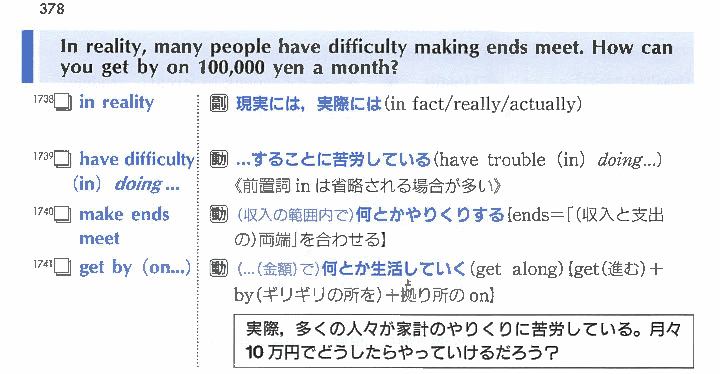 378
In reality, many people have difficulty making ends meet. How can
you get by on 100,000 yen a month?
1738 in reality 副 現実には，実際には(in fact/really/actually)
1739 have difficulty 動 …することに苦労している(have trouble (in) doing…)
(in) doing… 《前置詞 in は省略される場合が多い》
1740 make ends 動 (収入の範囲内で)何とかやりくりする{ends=「(収入と支出
meet の)両端」を合わせる}
1741 get by (on…) 動 (…(金額)で)何とか生活していく(get along){get(進む)+
by(ギリギリの所を)+拠り所の on}
よ
実際，多くの人々が家計のやりくりに苦労している。月々
10万円でどうしたらやっていけるだろう？